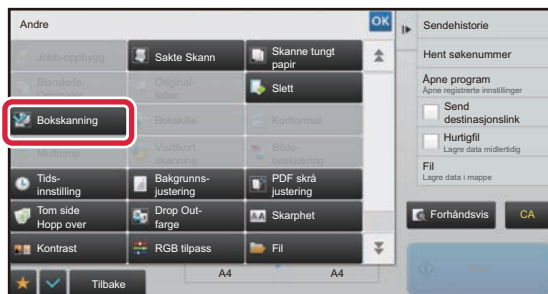 Andre
OK
Jobb-oppbygg.
Sakte Skann
Skanne tungt
papir
Blandede.
Originaler
Original-
teller
Slett
Bokskanning
Bokskille
Kortformat
Multicrop
Visittkort
skanning
Bilde-
beskjæring
Tids-
innstilling
Bakgrunns-
justering
PDF skrå
justering
Tom side
Hopp over
Drop Out-
farge
Skarphet
Kontrast
RGB tilpass
Fil
Tilbake
A4
A4
Sendehistorie
Hent søkenummer
Åpne program
Åpne registrerte innstillinger
Send
destinasjonslink
Hurtigfil
Lagre data midlertidig
Fil
Lagre data i mappe
Forhåndsvis
CA